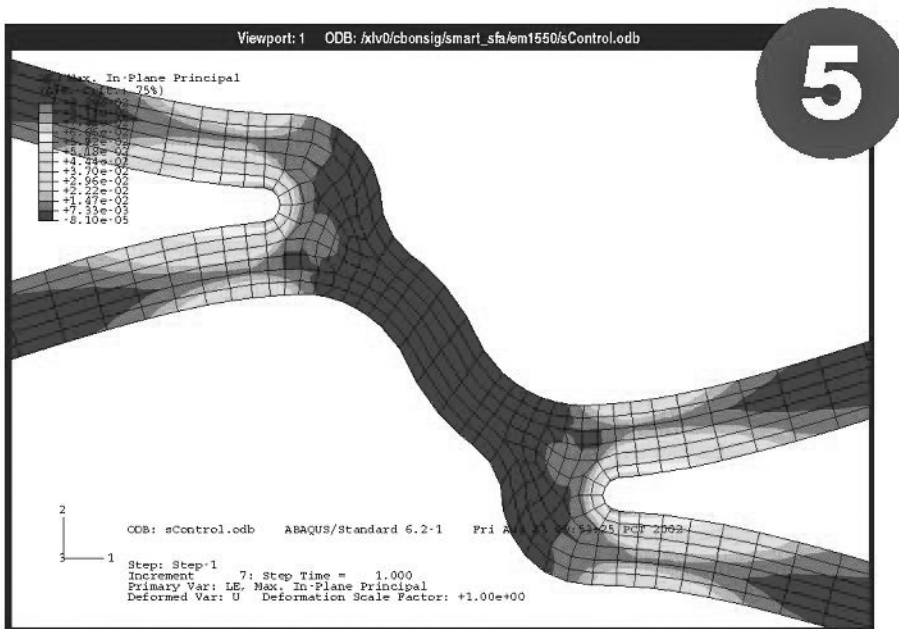 Viewport: 1 ODB: /xlv0/cbonsig/smart_sfa/em1550/sControl.odb
5
Max. In-Plane Principal
75%)
+4.44e-02
+3.70e-02
+2.96e-02
+2.22e-02
+1.47e-02
+7.33e-03
-8.10e-05
2
3
1
ODB: sControl.odb ABAQUS/Standard 6.2-1 Fri 2002
Step: Step-1
Increment 7: Step Time = 1.000
Primary Var: LE, Max. In-Plane Principal
Deformed Var: U Deformation Scale Factor: +1.00e+00